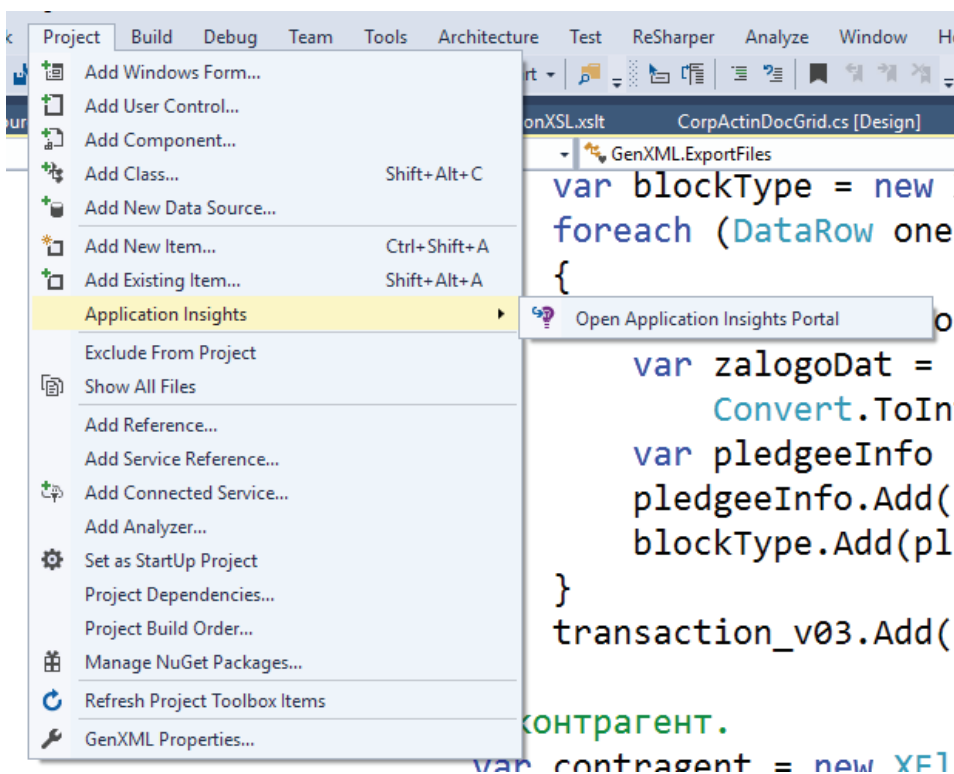 Project Build Debug Team Tools Architecture Test ReSharper Analyze Window
Add Windows Form...
Add User Control...
Add Component...
Add Class... Shift+Alt+C
Add New Data Source...
Add New Item... Ctrl+Shift+A
Add Existing Item... Shift+Alt+A
Application Insights
Exclude From Project
Show All Files
Add Reference...
Add Service Reference...
Add Connected Service...
Add Analyzer...
Set as StartUp Project
Project Dependencies...
Project Build Order...
Manage NuGet Packages...
Refresh Project Toolbox Items
GenXML Properties...
Open Application Insights Portal
onXSL.xslt CorpActinDocGrid.cs [Design]
GenXML.ExportFiles
var blockType = new
foreach (DataRow one
{
var zalogoDat =
Convert.ToIn
var pledgeeInfo
pledgeeInfo.Add(
blockType.Add(pl
}
transaction_v03.Add(
контрагент.
var contragent = new XEl